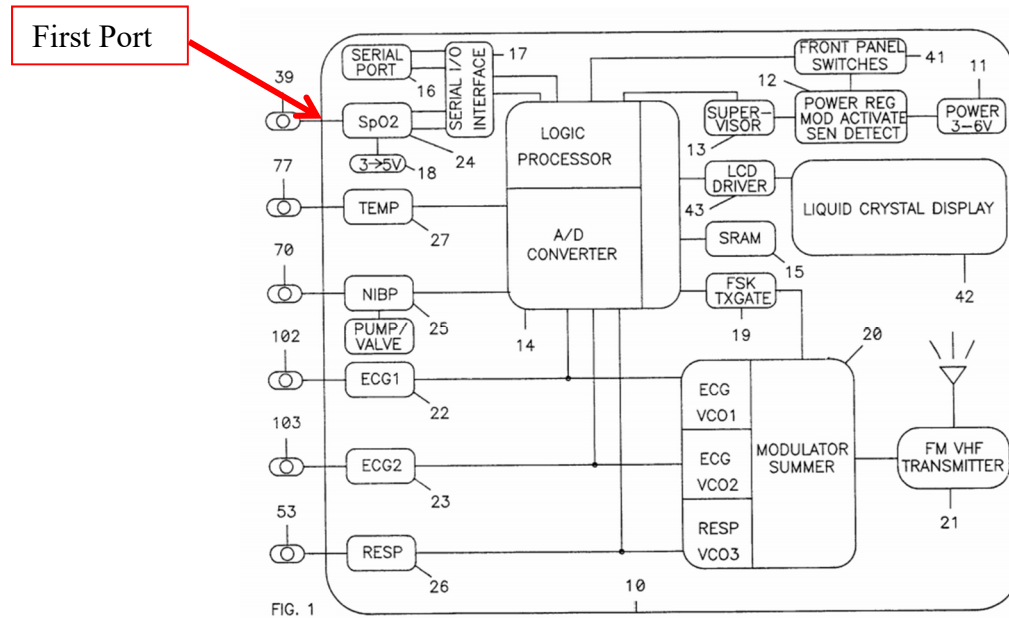 First Port
39
77
70
102
103
53
SERIAL
PORT
16
SERIAL I/O
INTERFACE
17
SpO2
24
3→5V
18
TEMP
27
NIBP
25
PUMP/
VALVE
ECG1
22
ECG2
23
RESP
26
LOGIC
PROCESSOR
A/D
CONVERTER
14
FRONT PANEL
SWITCHES
41
12
11
SUPER-
VISOR
13
POWER REG
MOD ACTIVATE
SEN DETECT
POWER
3-6V
LCD
DRIVER
43
LIQUID CRYSTAL DISPLAY
42
SRAM
15
FSK
TXGATE
19
20
ECG
VCO1
ECG
VCO2
RESP
VCO3
MODULATOR
SUMMER
FM VHF
TRANSMITTER
21
10
FIG. 1